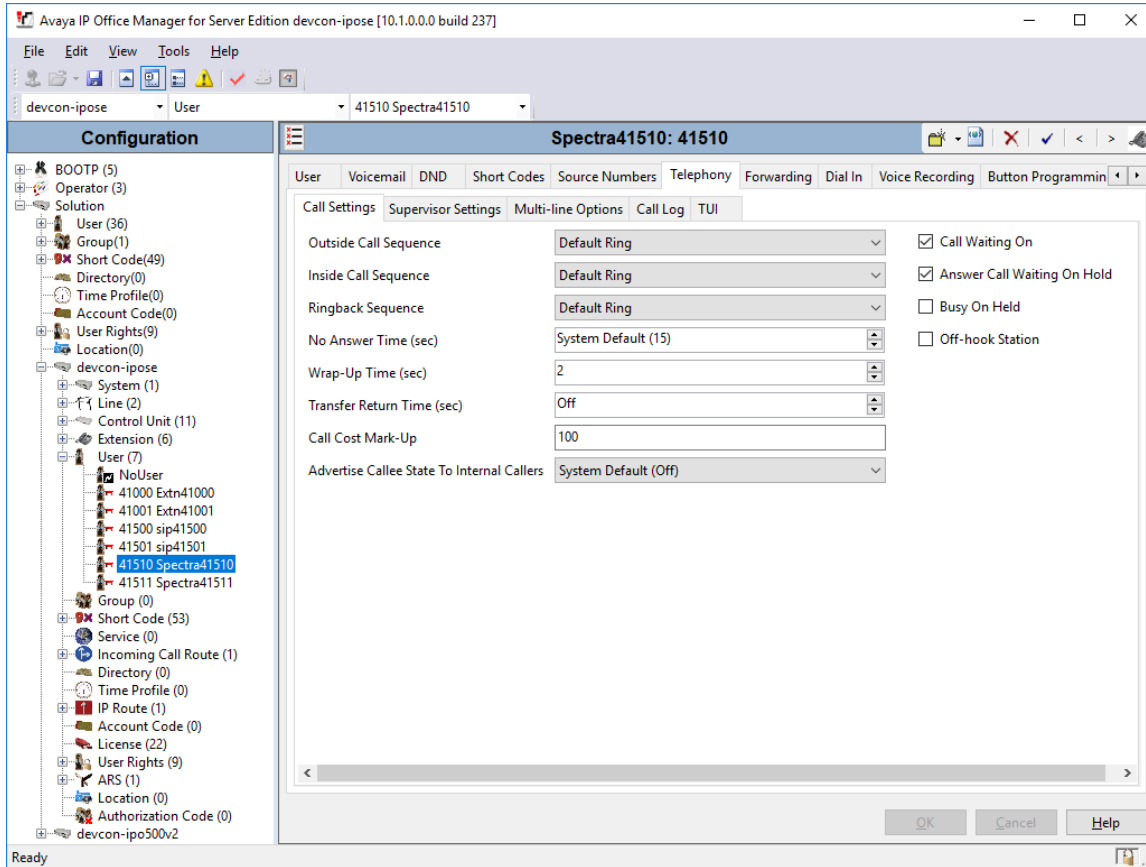 Avaya IP Office Manager for Server Edition devcon-ipose [10.1.0.0.0 build 237]
File Edit View Tools Help
devcon-ipose User 41510 Spectra41510
Configuration
BOOTP (5)
Operator (3)
Solution
User (36)
Group(1)
Short Code(49)
Directory(0)
Time Profile(0)
Account Code(0)
User Rights(9)
Location(0)
devcon-ipose
System (1)
Line (2)
Control Unit (11)
Extension (6)
User (7)
NoUser
41000 Extn41000
41001 Extn41001
41500 sip41500
41501 sip41501
41510 Spectra41510
41511 Spectra41511
Group (0)
Short Code (53)
Service (0)
Incoming Call Route (1)
Directory (0)
Time Profile (0)
IP Route (1)
Account Code (0)
License (22)
User Rights (9)
ARS (1)
Location (0)
Authorization Code (0)
devcon-ipo500v2
Spectra41510: 41510
User Voicemail DND Short Codes Source Numbers Telephony Forwarding Dial In Voice Recording Button Programmin
Call Settings Supervisor Settings Multi-line Options Call Log TUI
Outside Call Sequence Default Ring Call Waiting On
Inside Call Sequence Default Ring Answer Call Waiting On Hold
Ringback Sequence Default Ring Busy On Held
No Answer Time (sec) System Default (15) Off-hook Station
Wrap-Up Time (sec) 2
Transfer Return Time (sec) Off
Call Cost Mark-Up 100
Advertise Callee State To Internal Callers System Default (Off)
OK Cancel Help
Ready